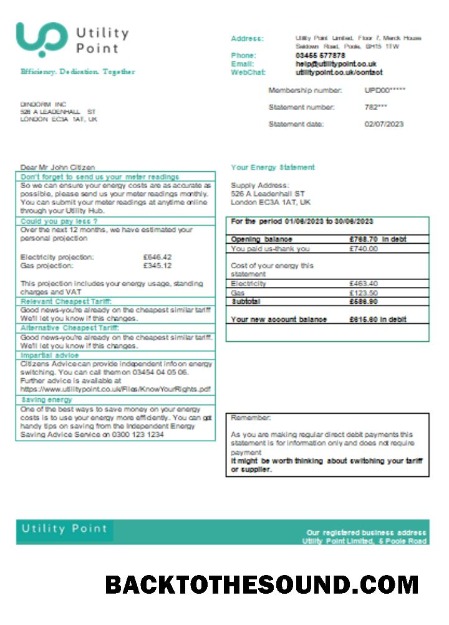 Utility
Point
Efficiency. Dedication. Together
Address: Utility Point Limited, Floor 7, Merck House
Seldown Road, Poole, BH15 1TW
Phone: 03455 577878
Email: help@utilitypoint.co.uk
WebChat: utilitypoint.co.uk/contact
Membership number: UPD00*****
Statement number: 782***
Statement date: 02/07/2023
DINDORM INC
526 A LEADENHALL ST
LONDON EC3A 1AT, UK
Dear Mr John Citizen
Don't forget to send us your meter readings
So we can ensure your energy costs are as accurate as
possible, please send us your meter readings monthly.
You can submit your meter readings at anytime online
through your Utility Hub.
Could you pay less ?
Over the next 12 months, we have estimated your
personal projection
Electricity projection: £646.42
Gas projection: £345.12
This projection includes your energy usage, standing
charges and VAT
Relevant Cheapest Tariff:
Good news-you're already on the cheapest similar tariff
We'll let you know if this changes.
Alternative Cheapest Tariff:
Good news-you're already on the cheapest similar tariff.
We'll let you know if this changes.
Impartial advice
Citizens Advice can provide independent info on energy
switching. You can call them on 03454 04 05 06.
Further advice is available at
https://www.utilitypoint.co.uk/Files/KnowYourRights.pdf
Saving energy
One of the best ways to save money on your energy
costs is to use your energy more efficiently. You can get
handy tips on saving from the Independent Energy
Saving Advice Service on 0300 123 1234
Your Energy Statement
Supply Address:
526 A Leadenhall ST
London EC3A 1AT, UK
For the period 01/06/2023 to 30/06/2023
Opening balance £768.70 in debt
You paid us-thank you £740.00
Cost of your energy this
statement
Electricity £463.40
Gas £123.50
Subtotal £586.90
Your new account balance £615.60 in debt
Remember:
As you are making regular direct debit payments this
statement is for information only and does not require
payment
It might be worth thinking about switching your tariff
or supplier.
Utility Point
Our registered business address
Utility Point Limited, 5 Poole Road
BACKTOTHESOUND.COM